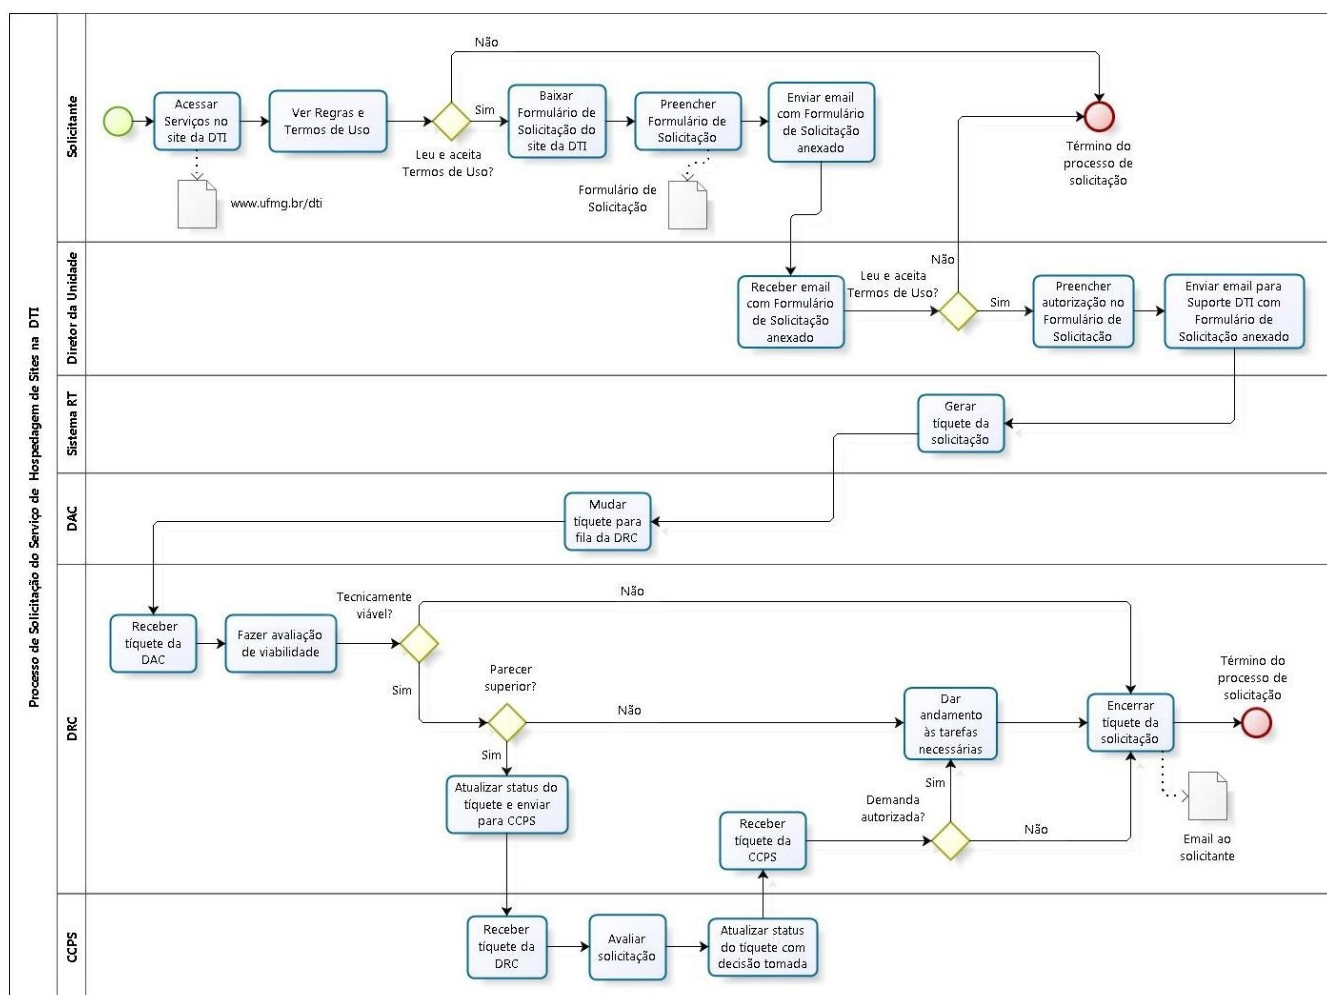 Processo de Solicitação do Serviço de Hospedagem de Sites na DTI
Solicitante
Acessar
Serviços no
site da DTI
www.ufmg.br/dti
Ver Regras e
Termos de Uso
Leu e aceita
Termos de Uso?
Não
Sim
Baixar
Formulário de
Solicitação do
site da DTI
Preencher
Formulário de
Solicitação
Formulário de
Solicitação
Enviar email
com Formulário
de Solicitação
anexado
Término do
processo de
solicitação
Diretor da Unidade
Receber email
com Formulário
de Solicitação
anexado
Leu e aceita
Termos de Uso?
Não
Sim
Preencher
autorização no
Formulário de
Solicitação
Enviar email para
Suporte DTI com
Formulário de
Solicitação anexado
Sistema RT
Gerar
tíquete da
solicitação
DAC
Mudar
tíquete para
fila da DRC
DRC
Receber
tíquete da
DAC
Fazer avaliação
de viabilidade
Tecnicamente
viável?
Não
Sim
Parecer
superior?
Não
Sim
Atualizar status do
tíquete e enviar
para CCPS
Receber
tíquete da
CCPS
Demanda
autorizada?
Sim
Não
Dar
andamento
às tarefas
necessárias
Encerrar
tíquete da
solicitação
Término do
processo de
solicitação
Email ao
solicitante
CCPS
Receber
tíquete da
DRC
Avaliar
solicitação
Atualizar status
do tíquete com
decisão tomada